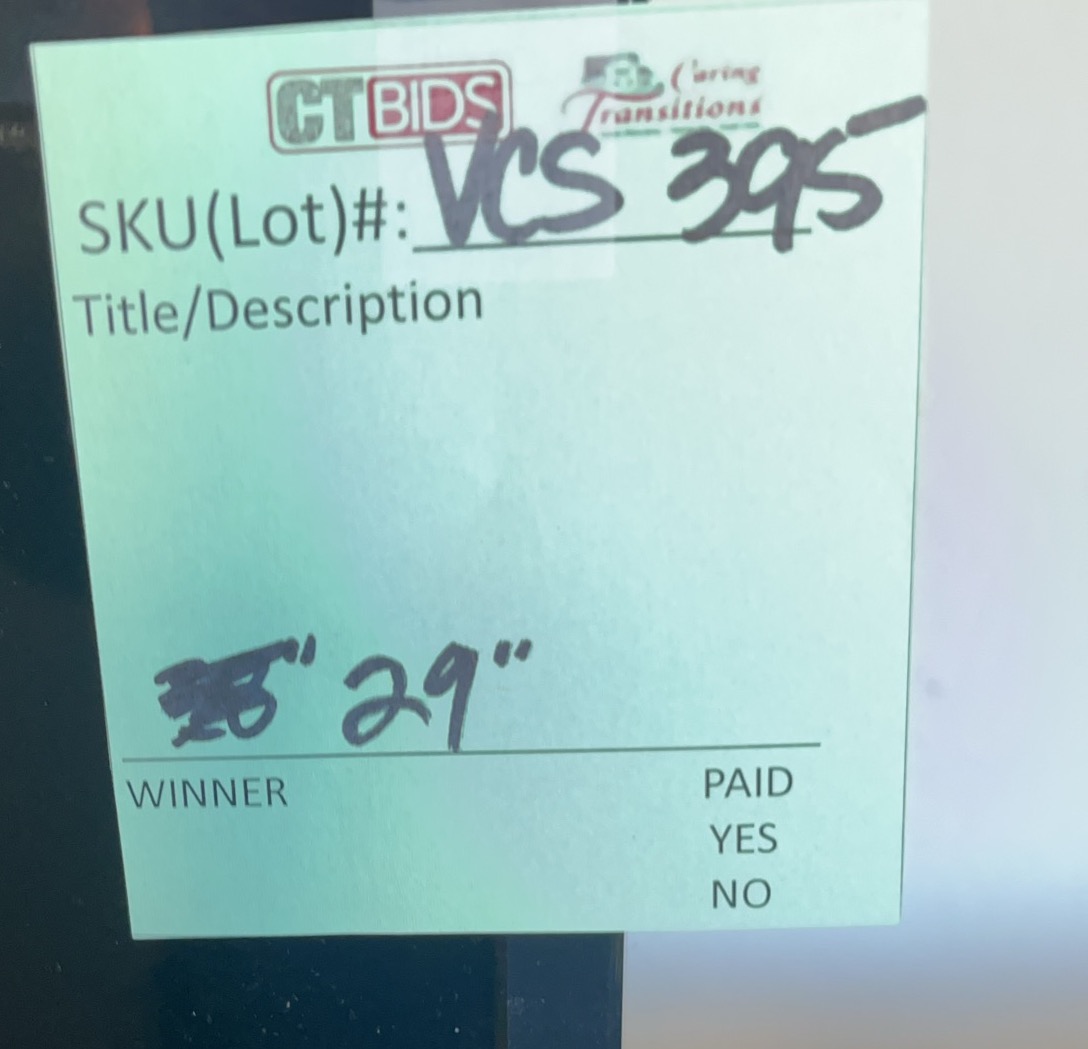 CTBIDS Caring Transitions
SKU(Lot)#: VCS 395
Title/Description
29"
WINNER PAID
YES
NO